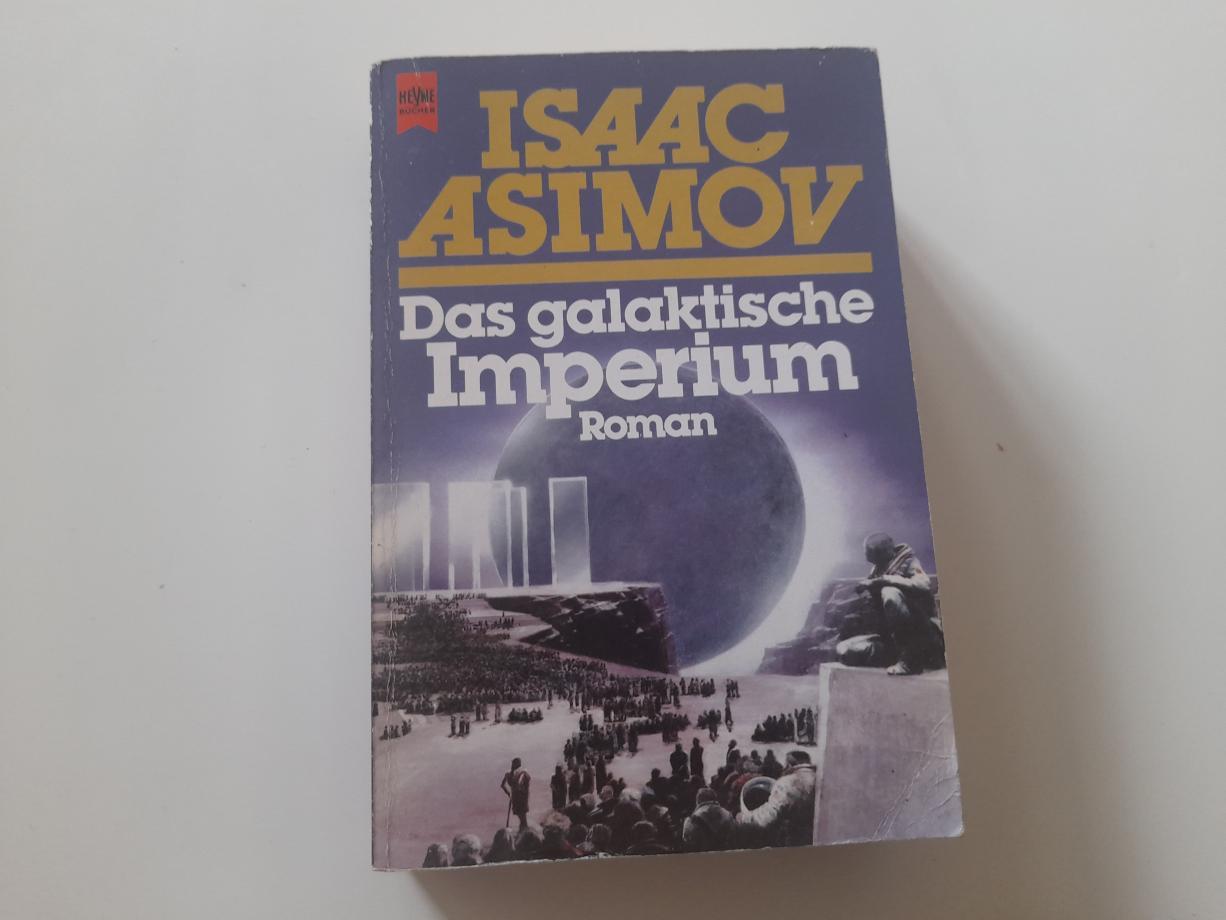 HEYNE
BÜCHER
ISAAC
ASIMOV
Das galaktische
Imperium
Roman